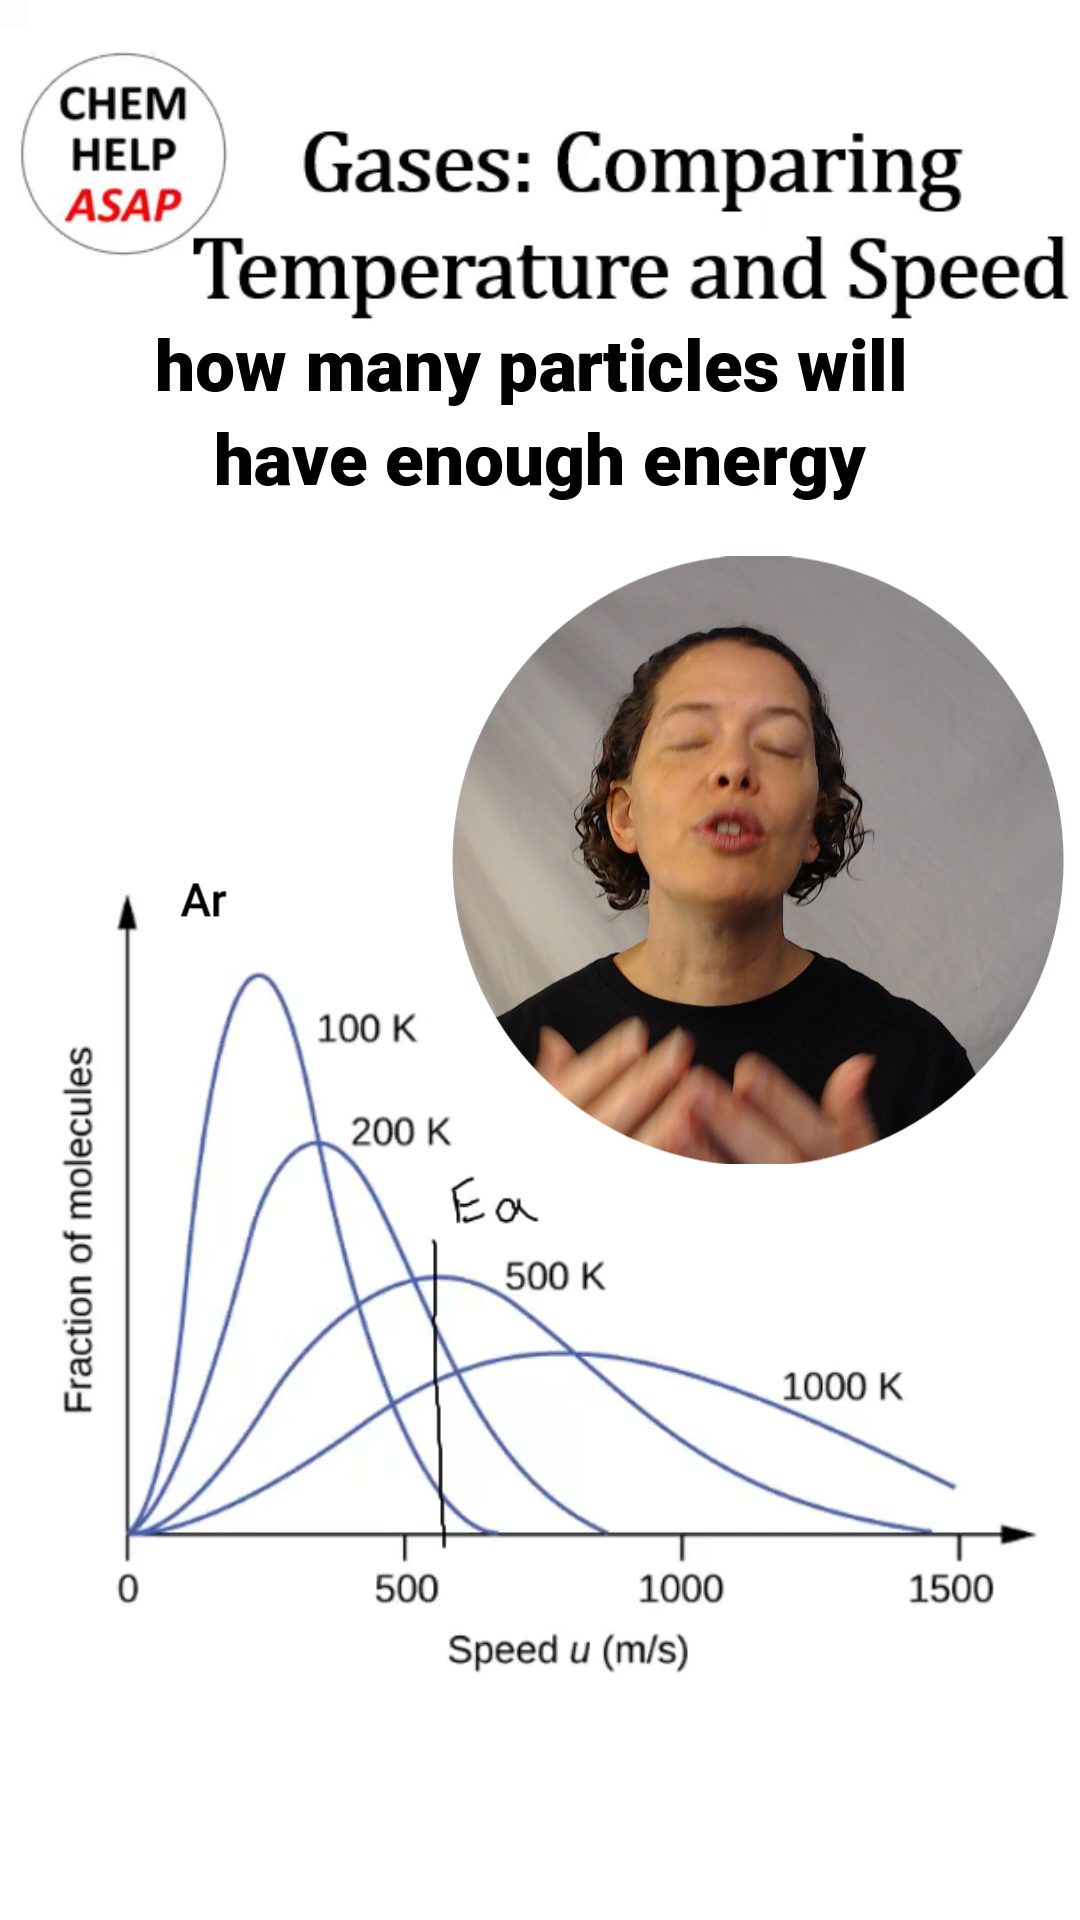 CHEM
HELP
ASAP
Gases: Comparing
Temperature and Speed
how many particles will
have enough energy
Ar
100 K
200 K
Ea
500 K
1000 K
Fraction of molecules
0 500 1000 1500
Speed u (m/s)